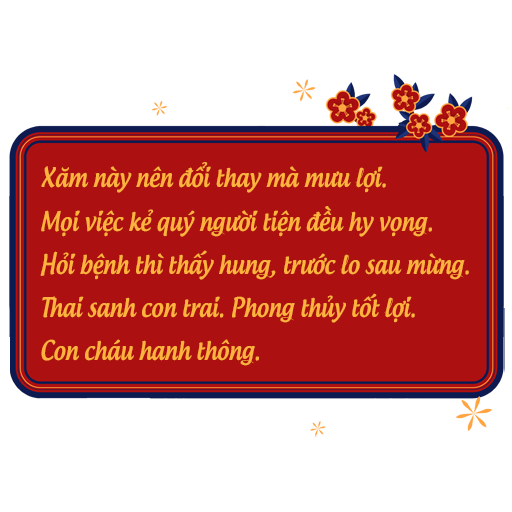 Xăm này nên đổi thay mà mưu lợi.
Mọi việc kẻ quý người tiện đều hy vọng.
Hỏi bệnh thì thấy hung, trước lo sau mừng.
Thai sanh con trai. Phong thủy tốt lợi.
Con cháu hanh thông.